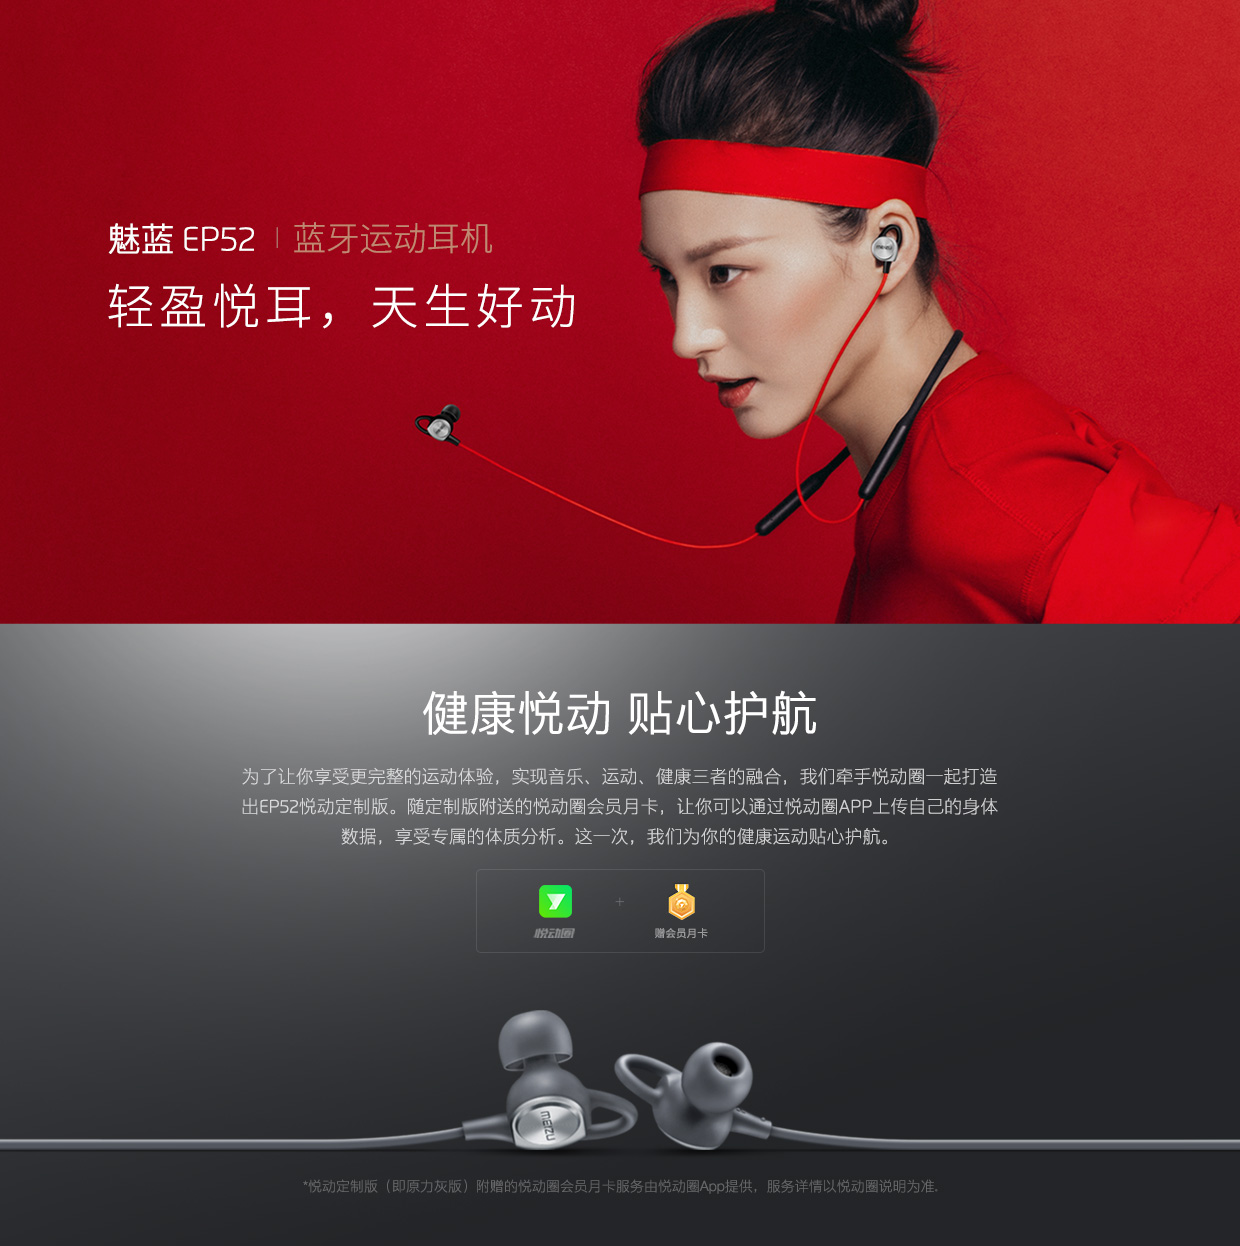 魅蓝 EP52 | 蓝牙运动耳机
轻盈悦耳，天生好动
健康悦动 贴心护航
为了让你享受更完整的运动体验，实现音乐、运动、健康三者的融合，我们牵手悦动圈一起打造
出EP52悦动定制版。随定制版附送的悦动圈会员月卡，让你可以通过悦动圈APP上传自己的身体
数据，享受专属的体质分析。这一次，我们为你的健康运动贴心护航。
+
悦动圈
赠会员月卡
MEIZU
*悦动定制版（即原力灰版）附赠的悦动圈会员月卡服务由悦动圈App提供，服务详情以悦动圈说明为准.